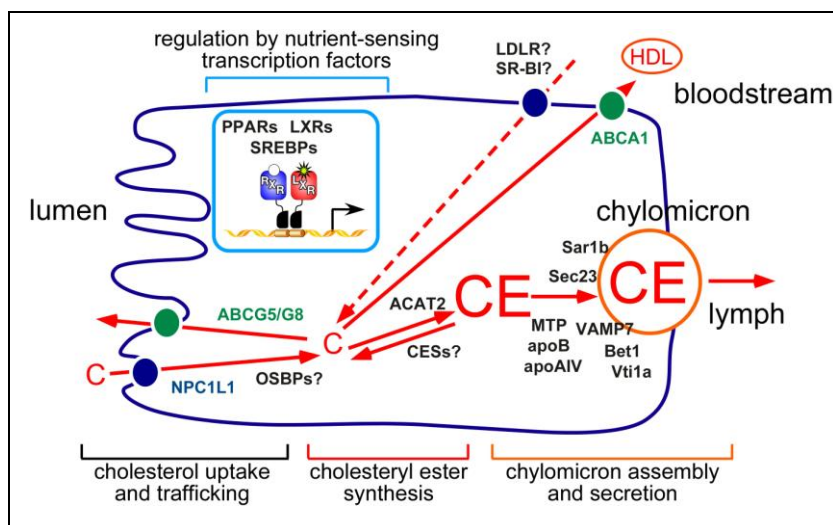 regulation by nutrient-sensing
transcription factors
LDLR?
SR-BI?
HDL
bloodstream
ABCA1
PPARs LXRs
SREBPs
RXR
LXR
lumen
chylomicron
Sar1b
Sec23
CE
CE
lymph
ABCG5/G8
ACAT2
C
CESs?
MTP
apoB
apoAIV
VAMP7
Bet1
Vti1a
C
NPC1L1
OSBPs?
cholesterol uptake
and trafficking
cholesteryl ester
synthesis
chylomicron assembly
and secretion